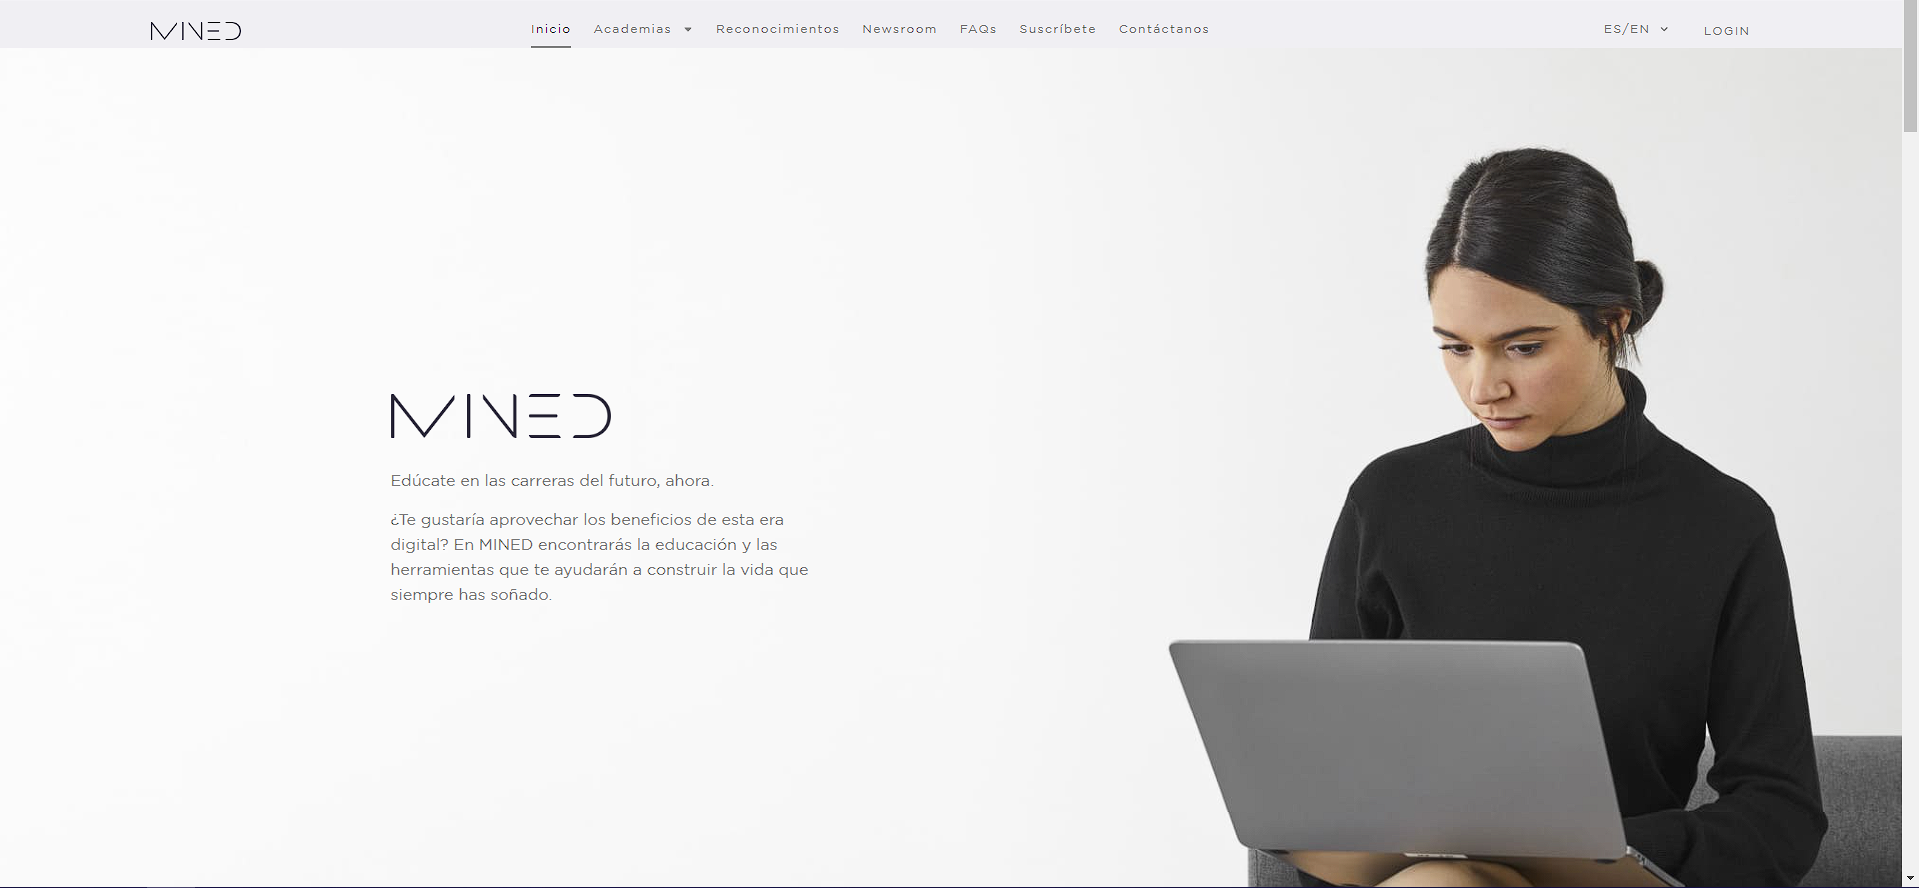 MINED
Inicio
Academias
Reconocimientos
Newsroom
FAQs
Suscríbete
Contáctanos
ES/EN
LOGIN
MINED
Edúcate en las carreras del futuro, ahora.
¿Te gustaría aprovechar los beneficios de esta era
digital? En MINED encontrarás la educación y las
herramientas que te ayudarán a construir la vida que
siempre has soñado.